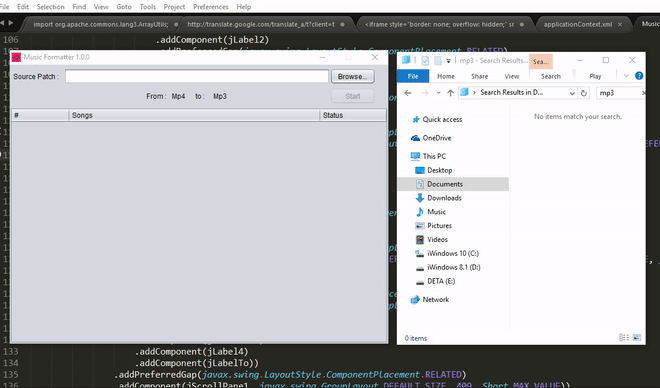 File Edit Selection Find View Goto Tools Project Preferences Help
import org.apache.commons.lang3.ArrayUtils;
http://translate.google.com/translate_a/t?client=t
<iframe style="border: none; overflow: hidden;" sr
applicationContext.xml
Music
106 .addComponent(jLabel2)
Music Formatter 1.0.0
Source Patch :
Browse...
From : Mp4 to : Mp3
Start
# Songs Status
mp3 - Search Results...
Sea...
File Home Share View Search Play
Search Results in D...
mp3
Quick access
OneDrive
This PC
Desktop
Documents
Downloads
Music
Pictures
Videos
iWindows 10 (C:)
iWindows 8.1 (D:)
DETA (E:)
Network
No items match your search.
0 items
133 .addComponent(jLabel4)
134 .addComponent(jLabelTo))
135 .addPreferredGap(javax.swing.LayoutStyle.ComponentPlacement.RELATED)
136 .addComponent(jScrollPane1, javax.swing.GroupLayout.DEFAULT_SIZE, 409, Short.MAX_VALUE))